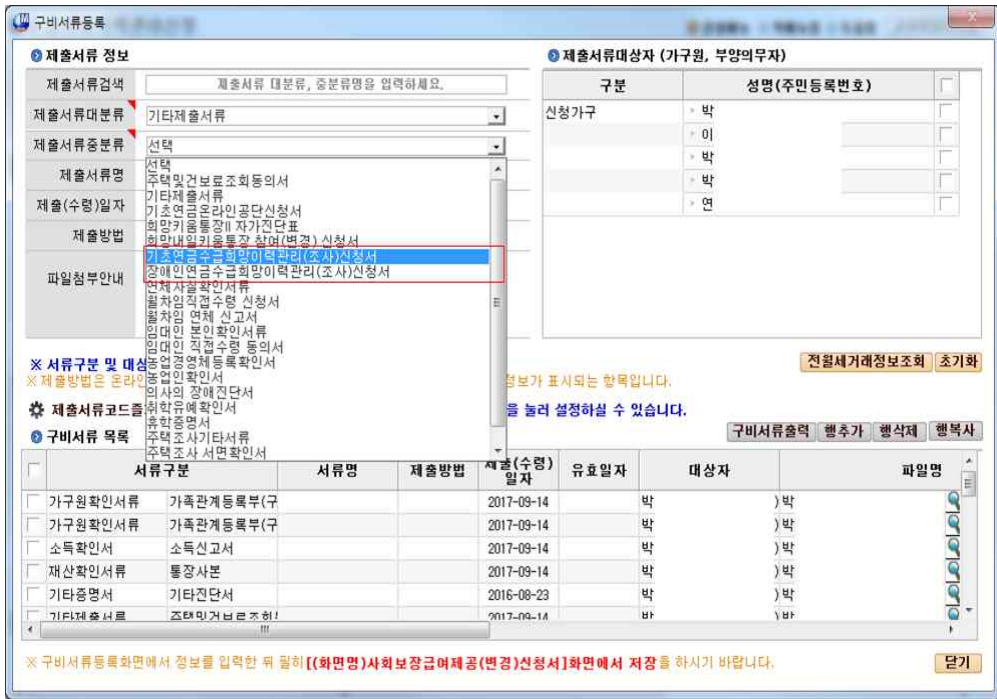 구비서류등록
제출서류 정보
제출서류검색 제출서류 대분류, 중분류명을 입력하세요.
제출서류대분류 기타제출서류
제출서류중분류 선택
제출서류명
제출(수령)일자
제출방법
파일첨부안내
선택
주택및건보료조회동의서
기타제출서류
기초연금온라인공단신청서
희망키움통장II 자가진단표
희망내일키움통장 참여(변경) 신청서
기초연금수급희망이력관리(조사)신청서
장애인연금수급희망이력관리(조사)신청서
연체사실확인서류
월차임직접수령 신청서
월차임 연체 신고서
임대인 본인확인서류
임대인 직접수령 동의서
농업경영체등록확인서
농업인확인서
의사의 장애진단서
취학유예확인서
휴학증명서
주택조사기타서류
주택조사 서면확인서
제출서류대상자 (가구원, 부양의무자)
구분 성명(주민등록번호)
신청가구 박
이
박
박
연
※ 서류구분 및 대상
전월세거래정보조회 초기화
※ 제출방법은 온라인 정보가 표시되는 항목입니다.
제출서류코드즐 을 눌러 설정하실 수 있습니다.
구비서류 목록 구비서류출력 행추가 행삭제 행복사
서류구분 서류명 제출방법 제출(수령)일자 유효일자 대상자 파일명
가구원확인서류 가족관계등록부(구 2017-09-14 박 ) 박
가구원확인서류 가족관계등록부(구 2017-09-14 박 ) 박
소득확인서 소득신고서 2017-09-14 박 ) 박
재산확인서류 통장사본 2017-09-14 박 ) 박
기타증명서 기타진단서 2016-08-23 박 ) 박
기타제출서류 주택및건보료조회 2017-09-14 박 ) 박
※ 구비서류등록화면에서 정보를 입력한 뒤 필히 [(화면명)사회보장급여제공(변경)신청서]화면에서 저장을 하시기 바랍니다.
닫기